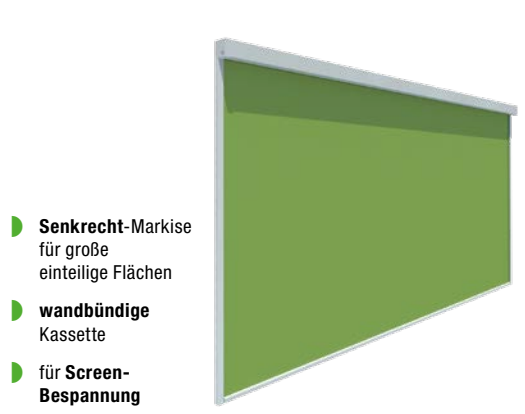 Senkrecht-Markise
für große
einteilige Flächen
wandbündige
Kassette
für Screen-
Bespannung